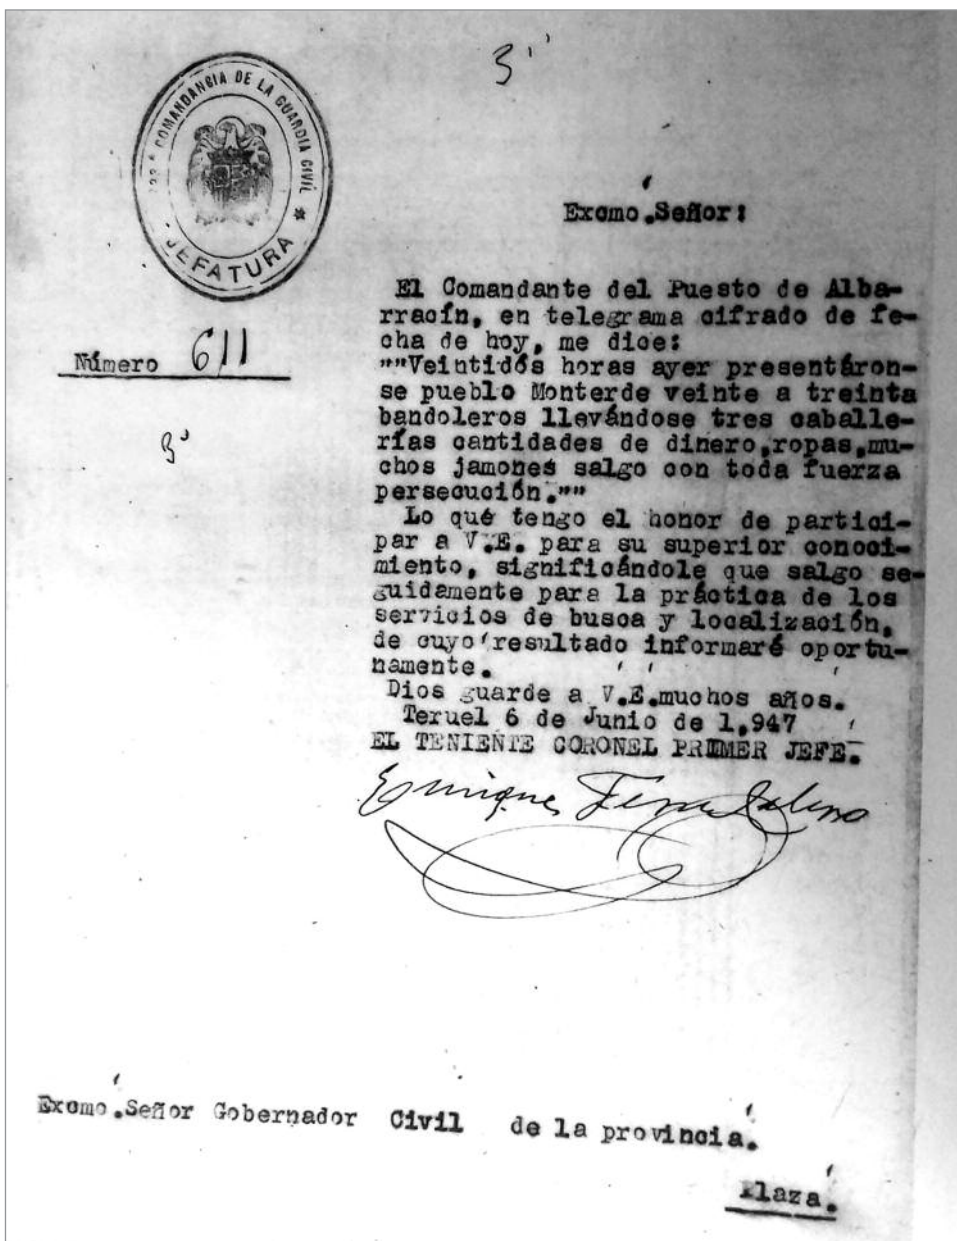 3
COMANDANCIA DE LA GUARDIA CIVIL
JEFATURA
Excmo.Señor:
Número 611
3
El Comandante del Puesto de Alba-
rracín, en telegrama cifrado de fe-
cha de hoy, me dice:
""Veintidós horas ayer presentáron-
se pueblo Monterde veinte a treinta
bandoleros llevándose tres caballe-
rías cantidades de dinero,ropas,mu-
chos jamones salgo con toda fuerza
persecución.""
Lo qué tengo el honor de partici-
par a V.E. para su superior conoci-
miento, significándole que salgo se-
guidamente para la práctica de los
servicios de busca y localización,
de cuyo resultado informaré oportu-
namente.
Dios guarde a V.E.muchos años.
Teruel 6 de Junio de 1,947
EL TENIENTE CORONEL PRIMER JEFE.
Enrique
Excmo.Señor Gobernador Civil de la provincia.
Plaza.